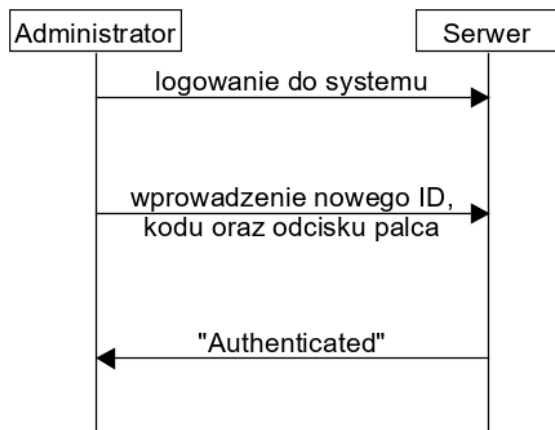 Administrator
Serwer
logowanie do systemu
wprowadzenie nowego ID,
kodu oraz odcisku palca
"Authenticated"